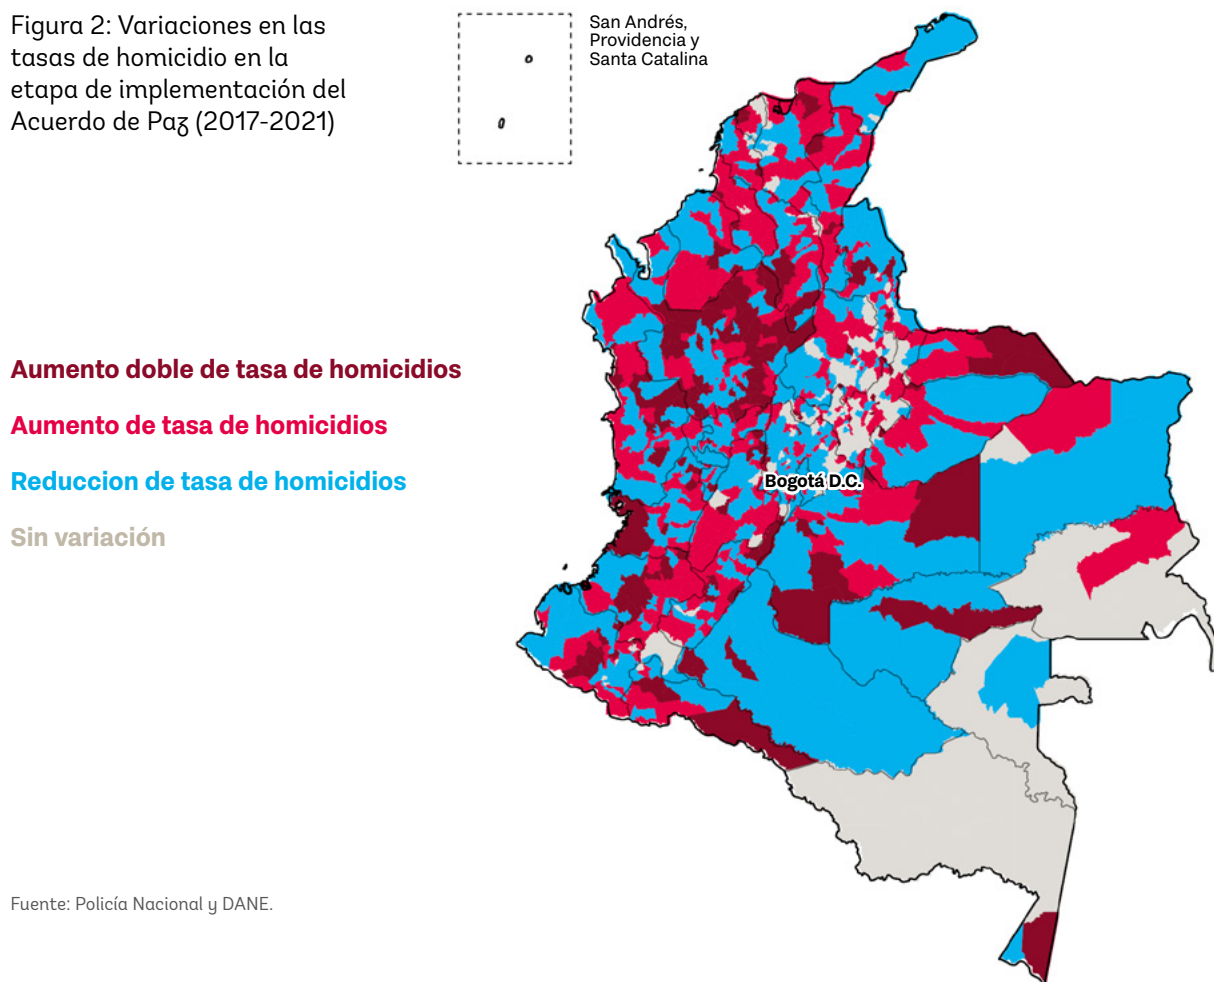 Figura 2: Variaciones en las
tasas de homicidio en la
etapa de implementación del
Acuerdo de Paz (2017-2021)
San Andrés,
Providencia y
Santa Catalina
Aumento doble de tasa de homicidios
Aumento de tasa de homicidios
Reduccion de tasa de homicidios
Sin variación
Bogotá D.C.
Fuente: Policía Nacional y DANE.